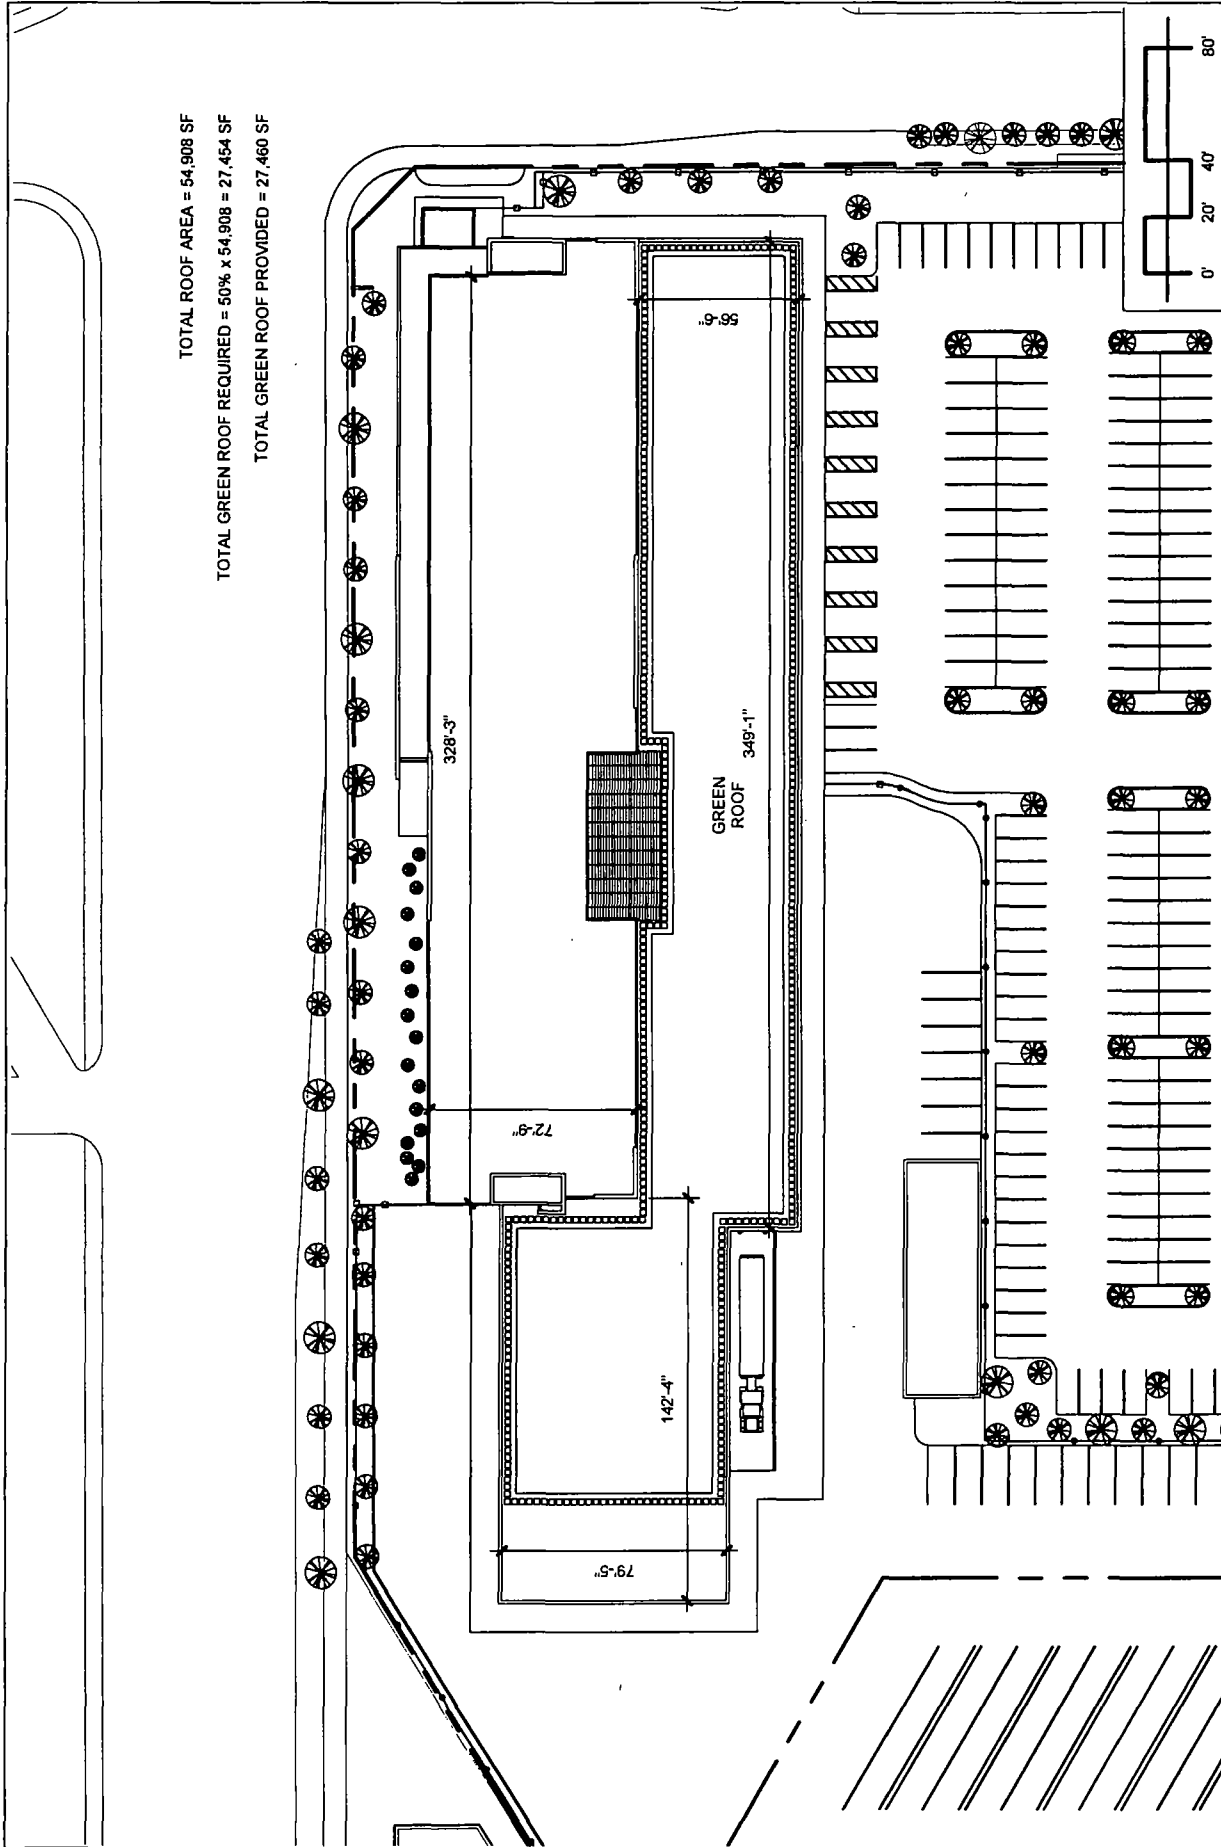 TOTAL ROOF AREA = 54,908 SF
TOTAL GREEN ROOF REQUIRED = 50% x 54,908 = 27,454 SF
TOTAL GREEN ROOF PROVIDED = 27,460 SF
328'-3"
56'-6"
349'-1"
GREEN
ROOF
72'-9"
142'-4"
79'-5"
0'
20'
40'
80'